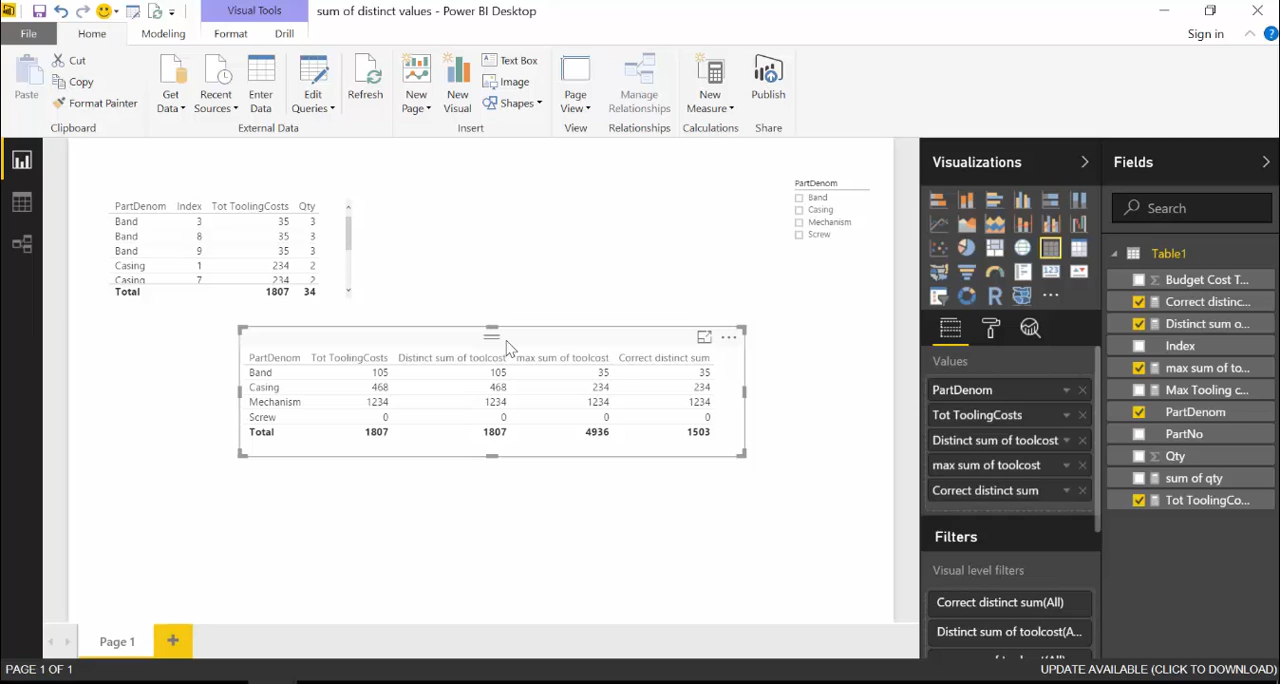 Visual Tools
sum of distinct values - Power BI Desktop
File
Home
Modeling
Format
Drill
Sign in
Paste
Cut
Copy
Format Painter
Clipboard
Get Data
Recent Sources
Enter Data
Edit Queries
Refresh
External Data
New Page
New Visual
Text Box
Image
Shapes
Insert
Page View
View
Manage Relationships
Relationships
New Measure
Calculations
Publish
Share
PartDenom Index Tot ToolingCosts Qty
Band 3 35 3
Band 8 35 3
Band 9 35 3
Casing 1 234 2
Casing 7 234 2
Total 1807 34
PartDenom
Band
Casing
Mechanism
Screw
PartDenom Tot ToolingCosts Distinct sum of toolcost max sum of toolcost Correct distinct sum
Band 105 105 35 35
Casing 468 468 234 234
Mechanism 1234 1234 1234 1234
Screw 0 0 0 0
Total 1807 1807 4936 1503
Visualizations
R
123
Values
PartDenom
Tot ToolingCosts
Distinct sum of toolcost
max sum of toolcost
Correct distinct sum
Filters
Visual level filters
Correct distinct sum(All)
Distinct sum of toolcost(A...
Fields
Search
Table1
Budget Cost T...
Correct distinc...
Distinct sum o...
Index
max sum of to...
Max Tooling c...
PartDenom
PartNo
Qty
sum of qty
Tot ToolingCo...
Page 1
PAGE 1 OF 1
UPDATE AVAILABLE (CLICK TO DOWNLOAD)